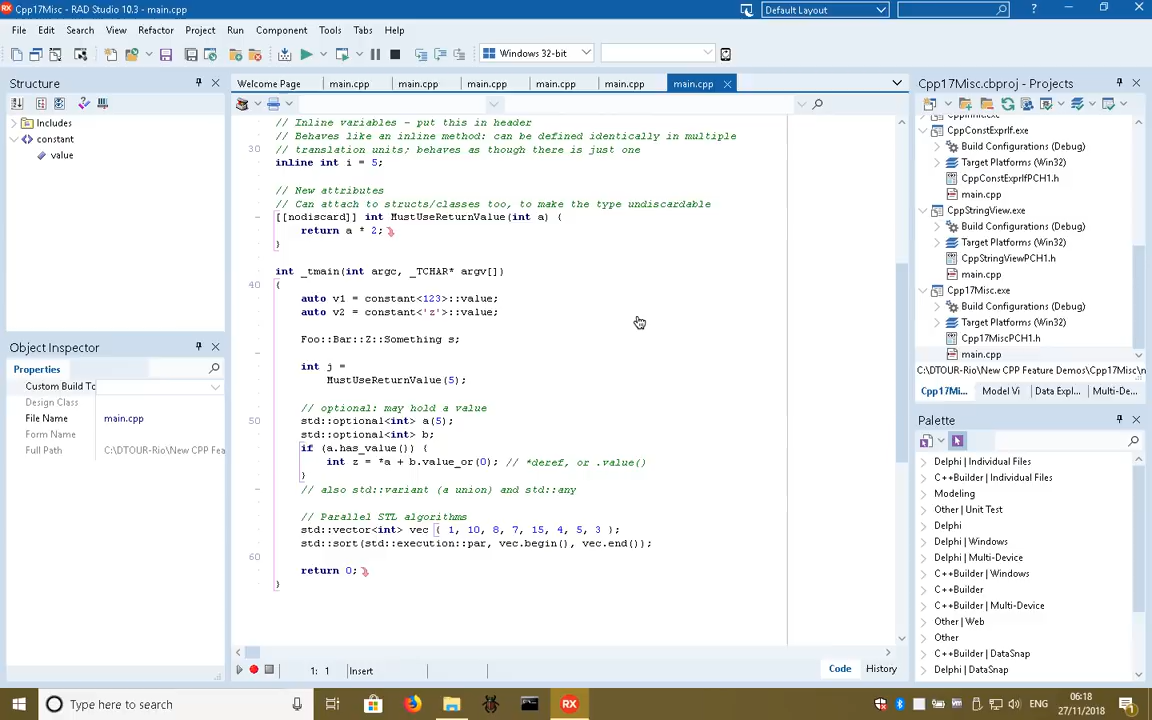 Cpp17Misc - RAD Studio 10.3 - main.cpp
Default Layout
File Edit Search View Refactor Project Run Component Tools Tabs Help
Windows 32-bit
Structure
Includes
constant
value
Object Inspector
Properties
Custom Build Tc
Design Class
File Name main.cpp
Form Name
Full Path C:\DTOUR-Rio\New CPP Fea
Welcome Page main.cpp main.cpp main.cpp main.cpp main.cpp main.cpp
// Inline variables - put this in header
// Behaves like an inline method: can be defined identically in multiple
30 // translation units; behaves as though there is just one
inline int i = 5;
// New attributes
// Can attach to structs/classes too, to make the type undiscardable
[[nodiscard]] int MustUseReturnValue(int a) {
return a * 2;
}
int _tmain(int argc, _TCHAR* argv[])
40 {
auto v1 = constant<123>::value;
auto v2 = constant<'z'>::value;
Foo::Bar::Z::Something s;
int j =
MustUseReturnValue(5);
// optional: may hold a value
50 std::optional<int> a(5);
std::optional<int> b;
if (a.has_value()) {
int z = *a + b.value_or(0); // *deref, or .value()
}
// also std::variant (a union) and std::any
// Parallel STL algorithms
std::vector<int> vec { 1, 10, 8, 7, 15, 4, 5, 3 };
std::sort(std::execution::par, vec.begin(), vec.end());
60
return 0;
}
1: 1 Insert
Code History
Cpp17Misc.cbproj - Projects
CppConstExprIf.exe
Build Configurations (Debug)
Target Platforms (Win32)
CppConstExprIfPCH1.h
main.cpp
CppStringView.exe
Build Configurations (Debug)
Target Platforms (Win32)
CppStringViewPCH1.h
main.cpp
Cpp17Misc.exe
Build Configurations (Debug)
Target Platforms (Win32)
Cpp17MiscPCH1.h
main.cpp
C:\DTOUR-Rio\New CPP Feature Demos\Cpp17Misc\
Cpp17Mi... Model Vi Data Expl... Multi-De...
Palette
Delphi | Individual Files
C++Builder | Individual Files
Modeling
Other | Unit Test
Delphi
Delphi | Windows
Delphi | Multi-Device
C++Builder | Windows
C++Builder
C++Builder | Multi-Device
Other | Web
Other
C++Builder | DataSnap
Delphi | DataSnap
Type here to search
ENG
06:18
27/11/2018